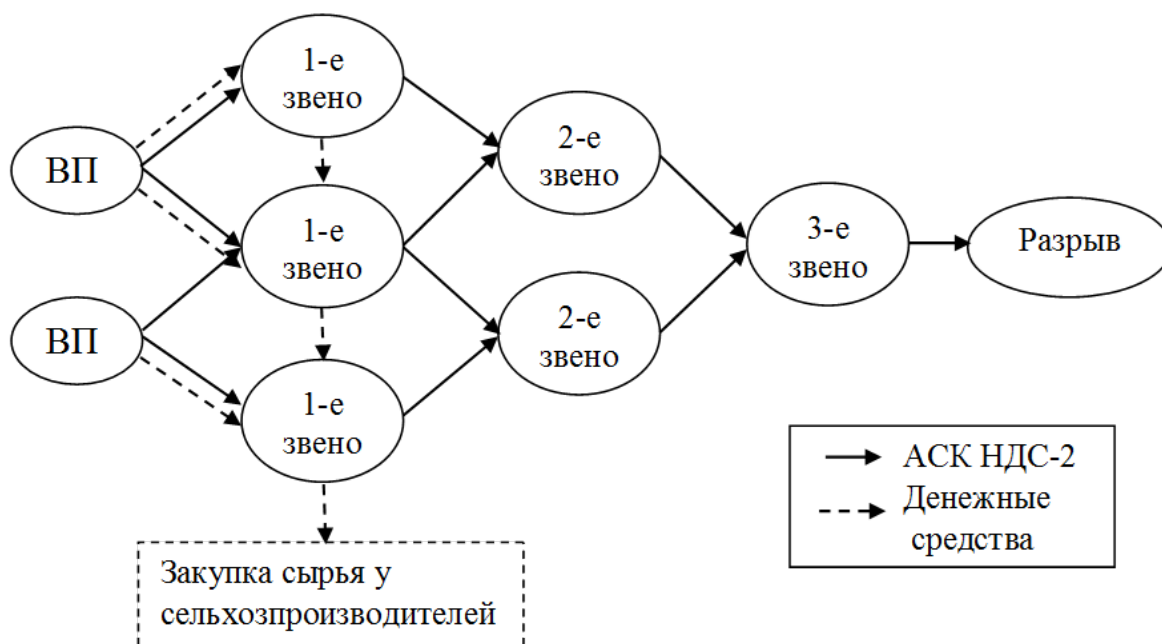 1-е
звено
ВП
2-е
звено
1-е
звено
3-е
звено
Разрыв
ВП
2-е
звено
1-е
звено
АСК НДС-2
Денежные
средства
Закупка сырья у
сельхозпроизводителей